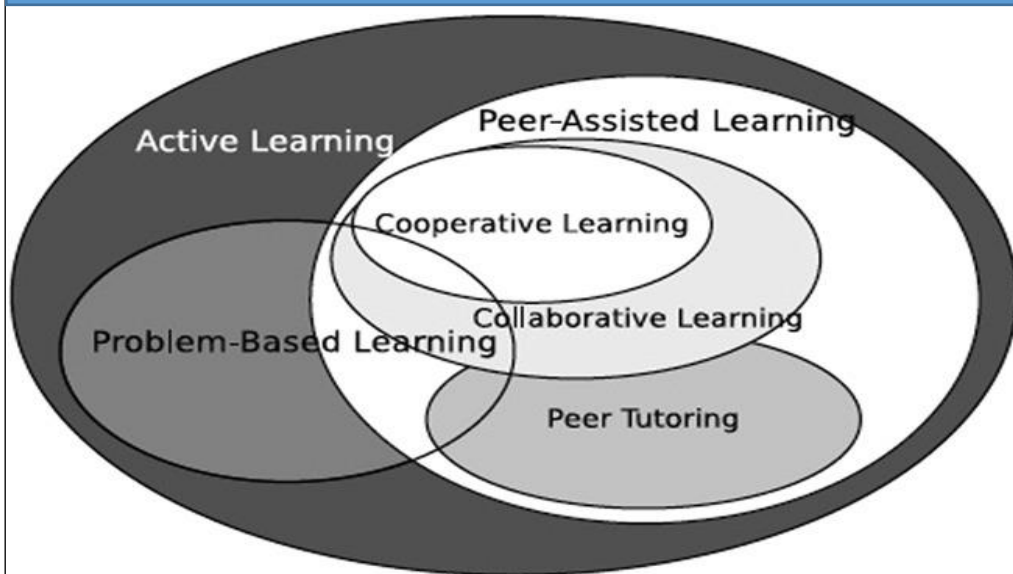 Peer-Assisted Learning
Active Learning
Cooperative Learning
Collaborative Learning
Problem-Based Learning
Peer Tutoring